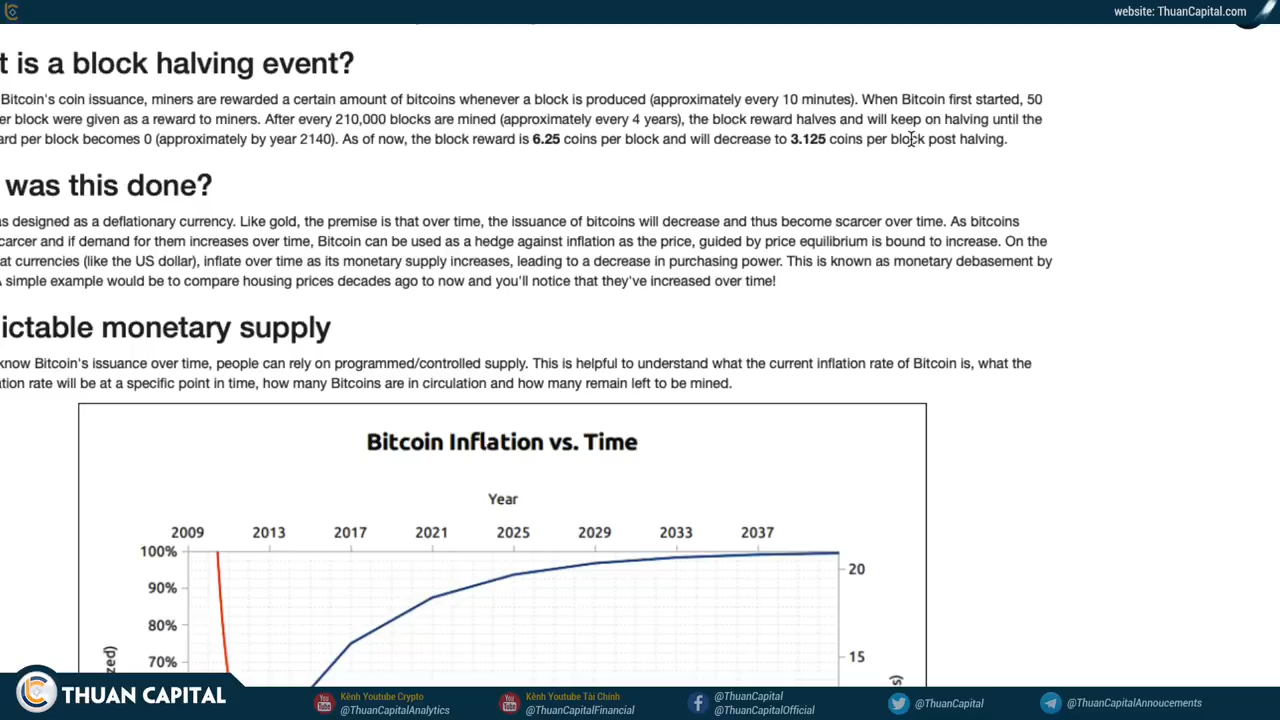 website: ThuanCapital.com
t is a block halving event?
Bitcoin's coin issuance, miners are rewarded a certain amount of bitcoins whenever a block is produced (approximately every 10 minutes). When Bitcoin first started, 50
er block were given as a reward to miners. After every 210,000 blocks are mined (approximately every 4 years), the block reward halves and will keep on halving until the
ard per block becomes 0 (approximately by year 2140). As of now, the block reward is 6.25 coins per block and will decrease to 3.125 coins per block post halving.
was this done?
as designed as a deflationary currency. Like gold, the premise is that over time, the issuance of bitcoins will decrease and thus become scarcer over time. As bitcoins
carcer and if demand for them increases over time, Bitcoin can be used as a hedge against inflation as the price, guided by price equilibrium is bound to increase. On the
at currencies (like the US dollar), inflate over time as its monetary supply increases, leading to a decrease in purchasing power. This is known as monetary debasement by
A simple example would be to compare housing prices decades ago to now and you'll notice that they've increased over time!
ictable monetary supply
know Bitcoin's issuance over time, people can rely on programmed/controlled supply. This is helpful to understand what the current inflation rate of Bitcoin is, what the
ation rate will be at a specific point in time, how many Bitcoins are in circulation and how many remain left to be mined.
Bitcoin Inflation vs. Time
Year
2009 2013 2017 2021 2025 2029 2033 2037
100%
20
90%
80%
70%
15
zed)
s)
THUAN CAPITAL
Kênh Youtube Crypto
@ThuanCapitalAnalytics
Kênh Youtube Tài Chính
@ThuanCapitalFinancial
@ThuanCapital
@ThuanCapitalOfficial
@ThuanCapital
@ThuanCapitalAnnoucements